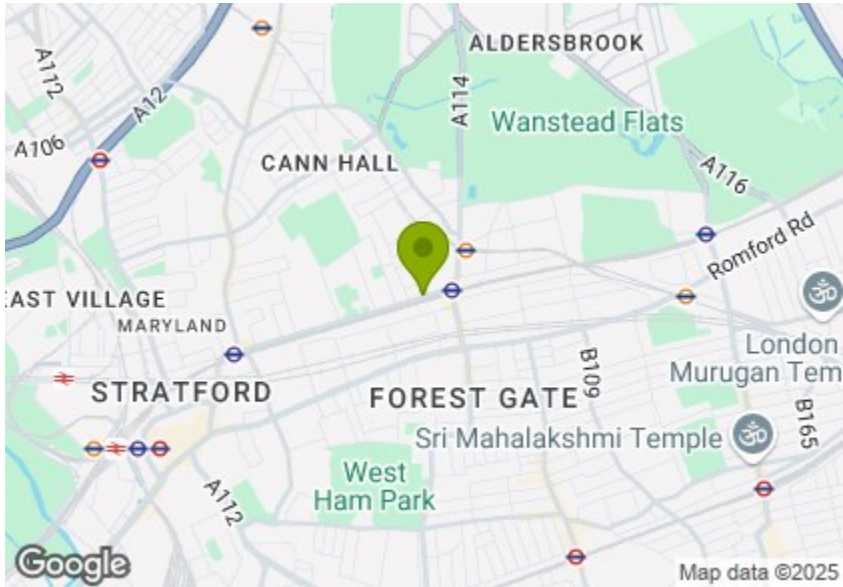 A112
A12
A106
ALDERSBROOK
A114
Wanstead Flats
CANN HALL
A116
Romford Rd
EAST VILLAGE
MARYLAND
STRATFORD
FOREST GATE
B109
London
Murugan Tem
B165
Sri Mahalakshmi Temple
West
Ham Park
A112
Google
Map data ©2025